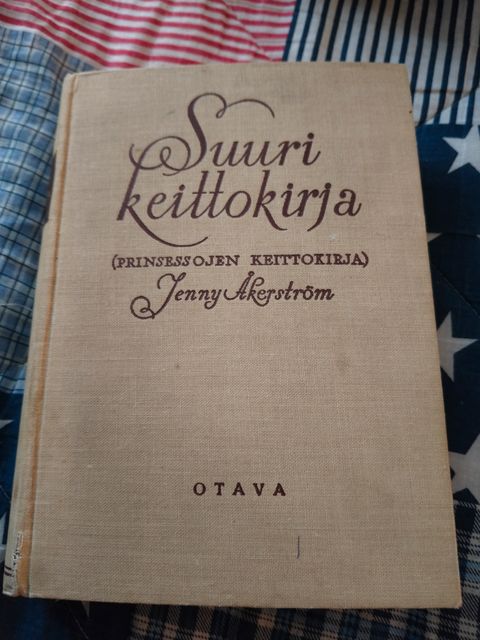 Suuri
keittokirja
(PRINSESSOJEN KEITTOKIRJA)
Jenny Åkerström
OTAVA